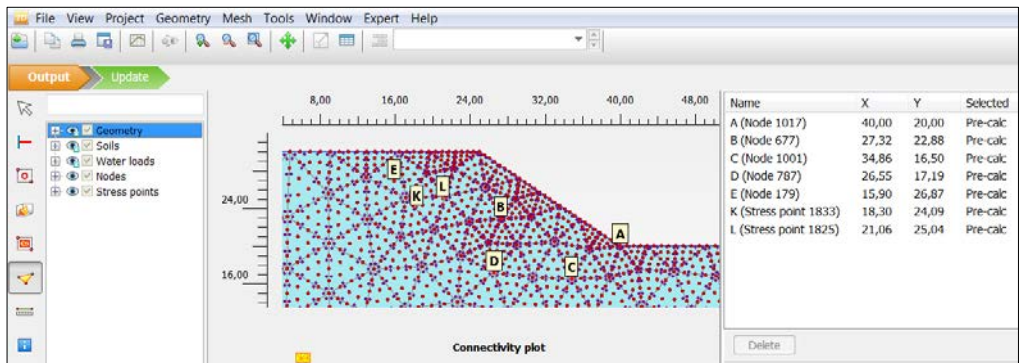 File View Project Geometry Mesh Tools Window Expert Help
Output Update
Geometry
Soils
Water loads
Nodes
Stress points
8,00 16,00 24,00 32,00 40,00 48,00
24,00
16,00
E
K
L
B
A
D
C
Connectivity plot
Name X Y Selected
A (Node 1017) 40,00 20,00 Pre-calc
B (Node 677) 27,32 22,88 Pre-calc
C (Node 1001) 34,86 16,50 Pre-calc
D (Node 787) 26,55 17,19 Pre-calc
E (Node 179) 15,90 26,87 Pre-calc
K (Stress point 1833) 18,30 24,09 Pre-calc
L (Stress point 1825) 21,06 25,04 Pre-calc
Delete